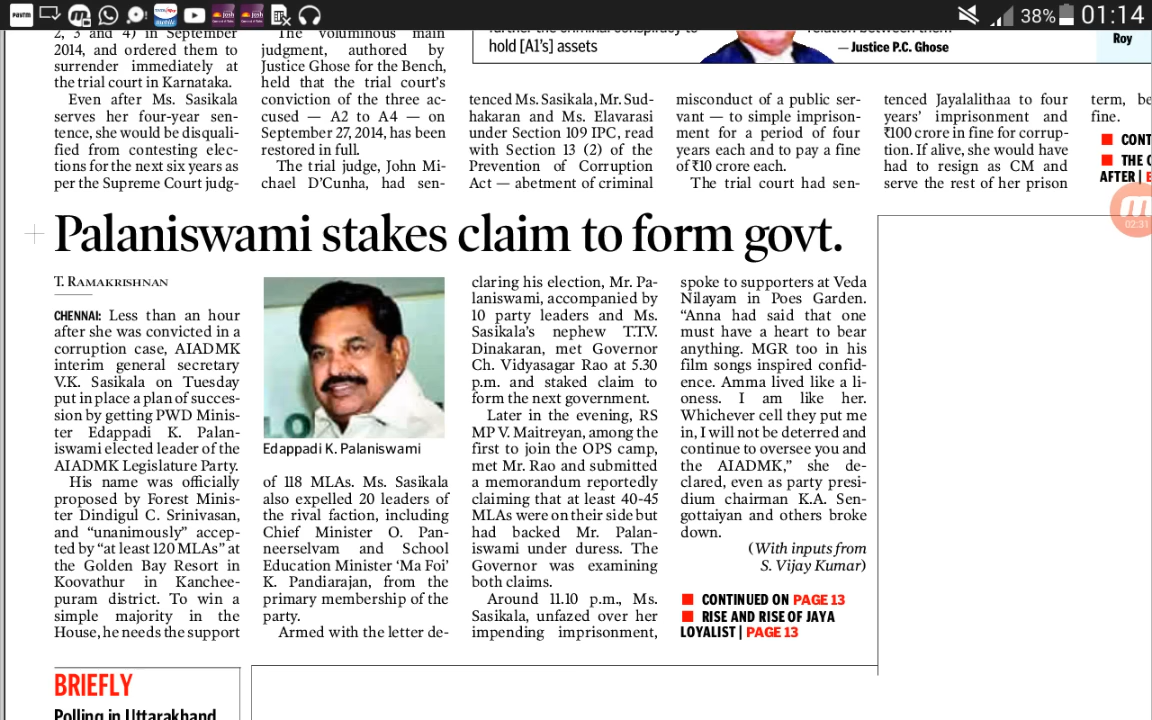 38% 01:14
2, 3 and 4) in September
2014, and ordered them to
surrender immediately at
the trial court in Karnataka.
Even after Ms. Sasikala
serves her four-year sen-
tence, she would be disquali-
fied from contesting elec-
tions for the next six years as
per the Supreme Court judg-
The voluminous main
judgment, authored by
Justice Ghose for the Bench,
held that the trial court's
conviction of the three ac-
cused — A2 to A4 — on
September 27, 2014, has been
restored in full.
The trial judge, John Mi-
chael D'Cunha, had sen-
further the criminal conspiracy to
hold [A1's] assets
relation between them
— Justice P.C. Ghose
Roy
tenced Ms. Sasikala, Mr. Sud-
hakaran and Ms. Elavarasi
under Section 109 IPC, read
with Section 13 (2) of the
Prevention of Corruption
Act — abetment of criminal
misconduct of a public ser-
vant — to simple imprison-
ment for a period of four
years each and to pay a fine
of ₹10 crore each.
The trial court had sen-
tenced Jayalalithaa to four
years' imprisonment and
₹100 crore in fine for corrup-
tion. If alive, she would have
had to resign as CM and
serve the rest of her prison
term, be
fine.
CONT
THE
AFTER |
02:31
Palaniswami stakes claim to form govt.
T. RAMAKRISHNAN
CHENNAI: Less than an hour
after she was convicted in a
corruption case, AIADMK
interim general secretary
V.K. Sasikala on Tuesday
put in place a plan of succes-
sion by getting PWD Minis-
ter Edappadi K. Palan-
iswami elected leader of the
AIADMK Legislature Party.
His name was officially
proposed by Forest Minis-
ter Dindigul C. Srinivasan,
and “unanimously” accep-
ted by “at least 120 MLAs” at
the Golden Bay Resort in
Koovathur in Kanchee-
puram district. To win a
simple majority in the
House, he needs the support
Edappadi K. Palaniswami
of 118 MLAs. Ms. Sasikala
also expelled 20 leaders of
the rival faction, including
Chief Minister O. Pan-
neerselvam and School
Education Minister ‘Ma Foi’
K. Pandiarajan, from the
primary membership of the
party.
Armed with the letter de-
claring his election, Mr. Pa-
laniswami, accompanied by
10 party leaders and Ms.
Sasikala's nephew T.T.V.
Dinakaran, met Governor
Ch. Vidyasagar Rao at 5.30
p.m. and staked claim to
form the next government.
Later in the evening, RS
MP V. Maitreyan, among the
first to join the OPS camp,
met Mr. Rao and submitted
a memorandum reportedly
claiming that at least 40-45
MLAs were on their side but
had backed Mr. Palan-
iswami under duress. The
Governor was examining
both claims.
Around 11.10 p.m., Ms.
Sasikala, unfazed over her
impending imprisonment,
spoke to supporters at Veda
Nilayam in Poes Garden.
“Anna had said that one
must have a heart to bear
anything. MGR too in his
film songs inspired confid-
ence. Amma lived like a li-
oness. I am like her.
Whichever cell they put me
in, I will not be deterred and
continue to oversee you and
the AIADMK,” she de-
clared, even as party presi-
dium chairman K.A. Sen-
gottaiyan and others broke
down.
(With inputs from
S. Vijay Kumar)
CONTINUED ON PAGE 13
RISE AND RISE OF JAYA
LOYALIST | PAGE 13
BRIEFLY
Polling in Uttarakhand